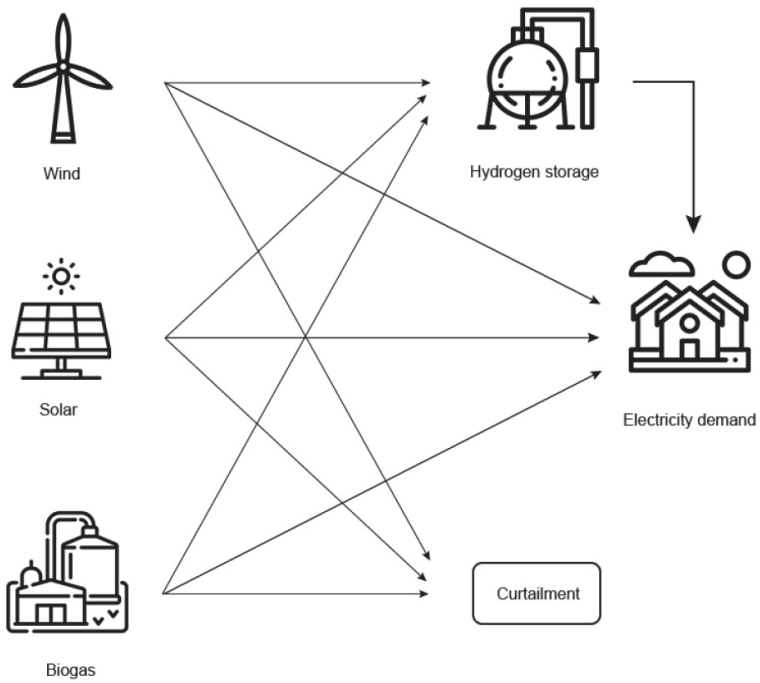 Wind
Hydrogen storage
Solar
Electricity demand
Curtailment
Biogas